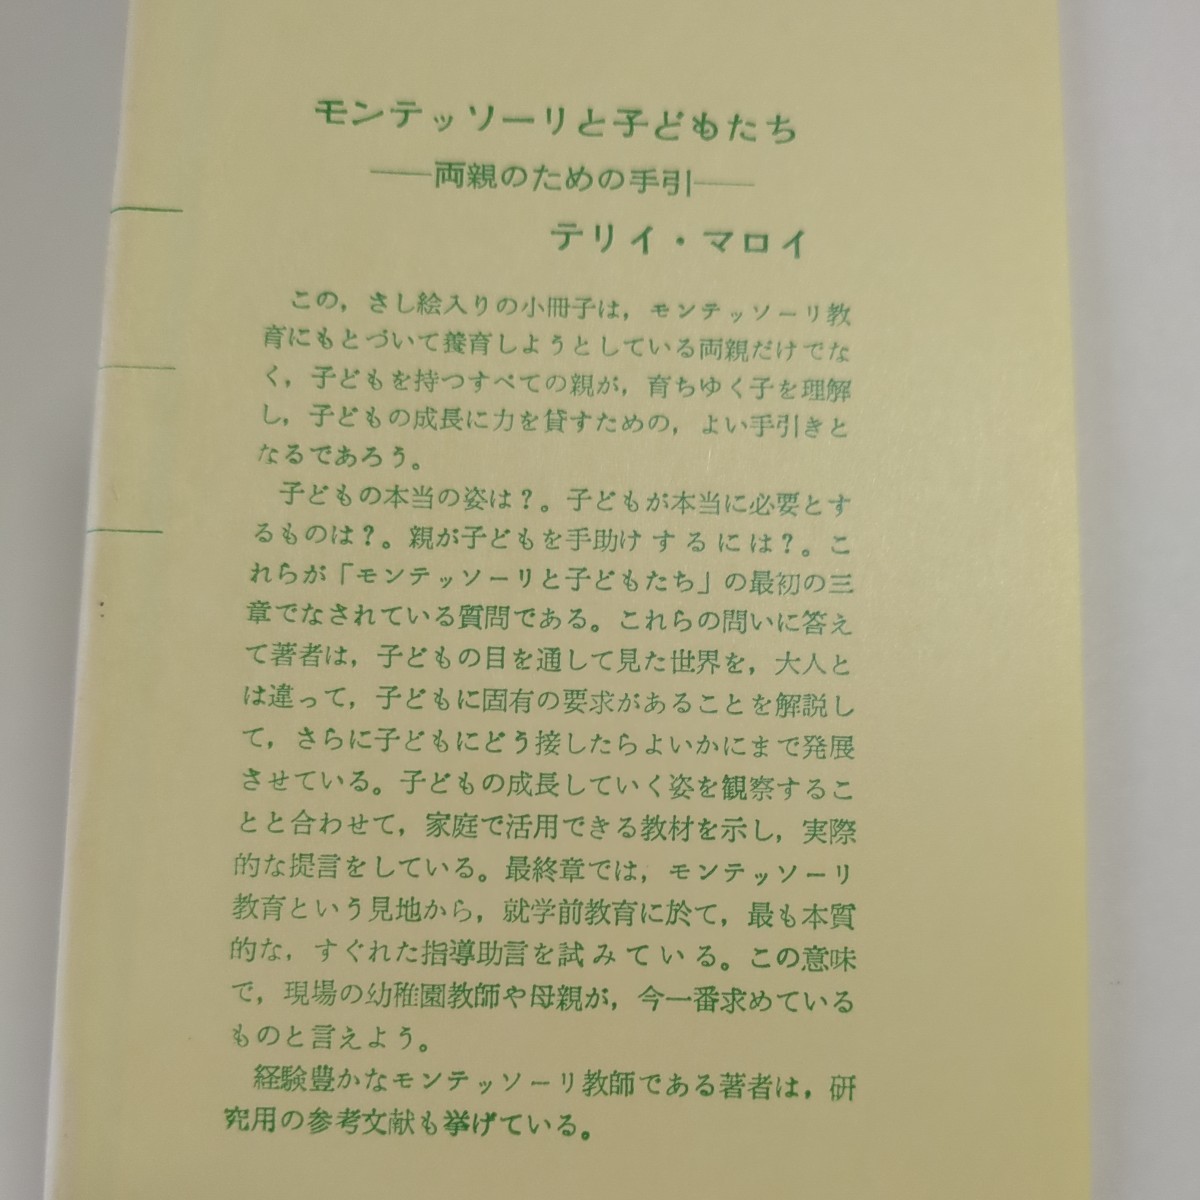 モンテッソーリと子どもたち
――両親のための手引――
テリイ・マロイ
この，さし絵入りの小冊子は，モンテッソーリ教
育にもとづいて養育しようとしている両親だけでな
く，子どもを持つすべての親が，育ちゆく子を理解
し，子どもの成長に力を貸すための，よい手引きと
なるであろう。
子どもの本当の姿は？。子どもが本当に必要とす
るものは？。親が子どもを手助けするには？。こ
れらが「モンテッソーリと子どもたち」の最初の三
章でなされている質問である。これらの問いに答え
て著者は，子どもの目を通して見た世界を，大人と
は違って，子どもに固有の要求があることを解説し
て，さらに子どもにどう接したらよいかにまで発展
させている。子どもの成長していく姿を観察するこ
とと合わせて，家庭で活用できる教材を示し，実際
的な提言をしている。最終章では，モンテッソーリ
教育という見地から，就学前教育に於て，最も本質
的な，すぐれた指導助言を試みている。この意味
で，現場の幼稚園教師や母親が，今一番求めている
ものと言えよう。
経験豊かなモンテッソーリ教師である著者は，研
究用の参考文献も挙げている。